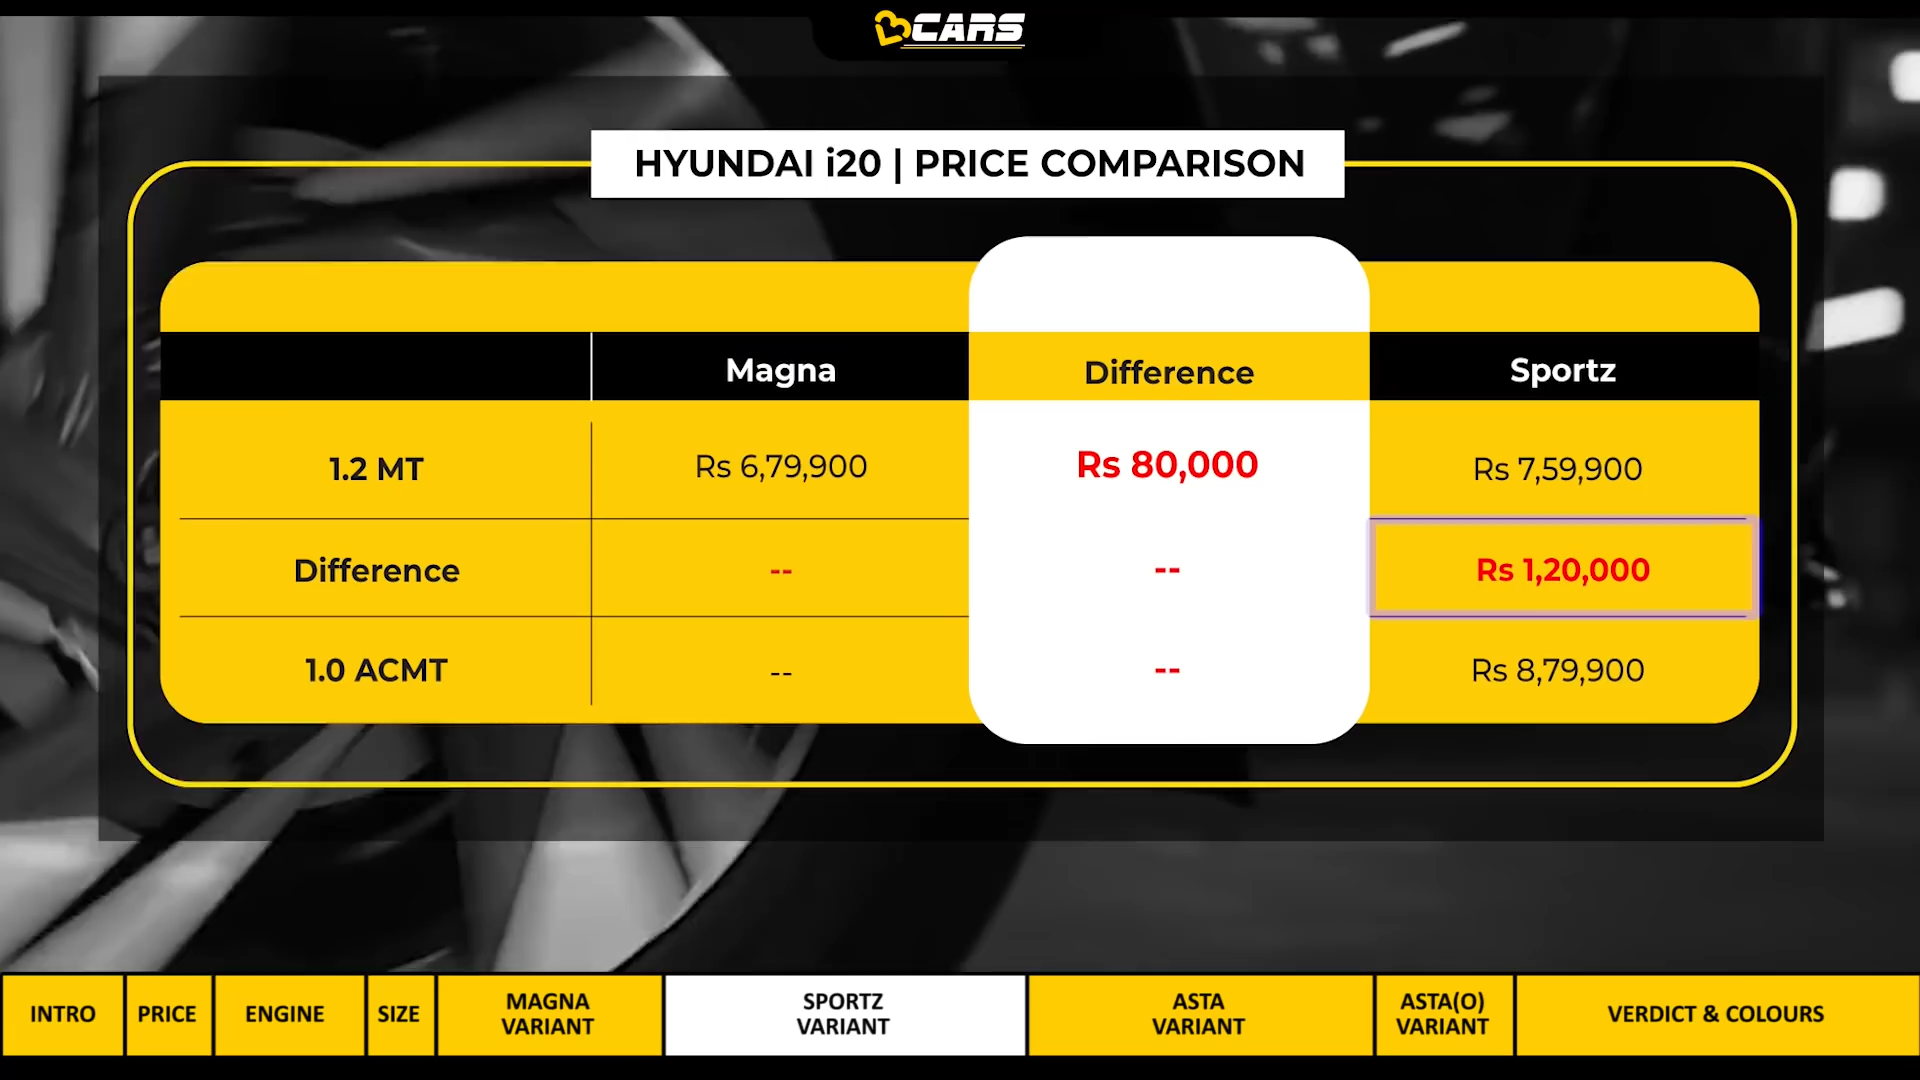 CARS
HYUNDAI i20 | PRICE COMPARISON
Magna Difference Sportz
1.2 MT Rs 6,79,900 Rs 80,000 Rs 7,59,900
Difference -- -- Rs 1,20,000
1.0 ACMT -- -- Rs 8,79,900
INTRO
PRICE
ENGINE
SIZE
MAGNA
VARIANT
SPORTZ
VARIANT
ASTA
VARIANT
ASTA(O)
VARIANT
VERDICT & COLOURS